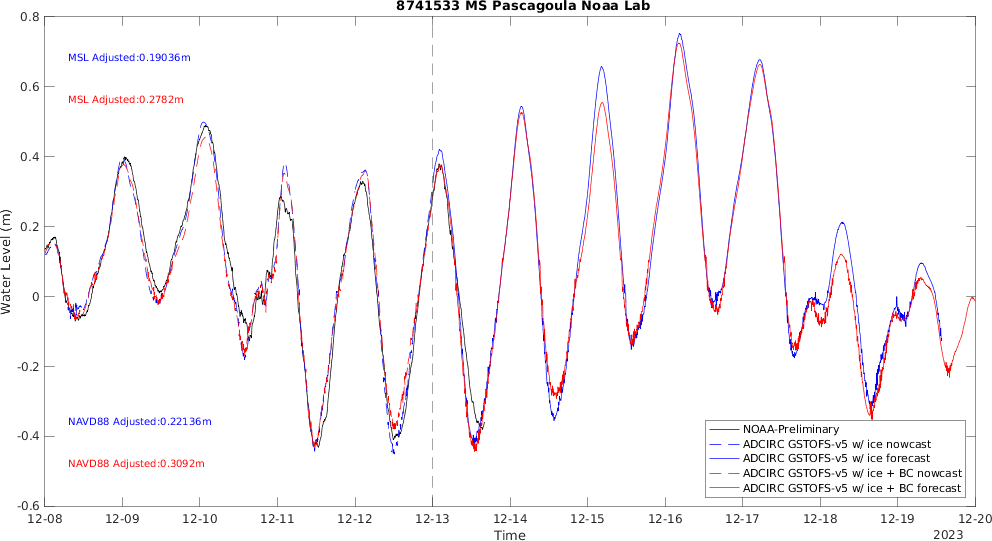 8741533 MS Pascagoula Noaa Lab
Water Level (m)
0.8
0.6
0.4
0.2
0
-0.2
-0.4
-0.6
MSL Adjusted:0.19036m
MSL Adjusted:0.2782m
NAVD88 Adjusted:0.22136m
NAVD88 Adjusted:0.3092m
NOAA-Preliminary
ADCIRC GSTOFS-v5 w/ ice nowcast
ADCIRC GSTOFS-v5 w/ ice forecast
ADCIRC GSTOFS-v5 w/ ice + BC nowcast
ADCIRC GSTOFS-v5 w/ ice + BC forecast
12-08 12-09 12-10 12-11 12-12 12-13 12-14 12-15 12-16 12-17 12-18 12-19 12-20
Time
2023